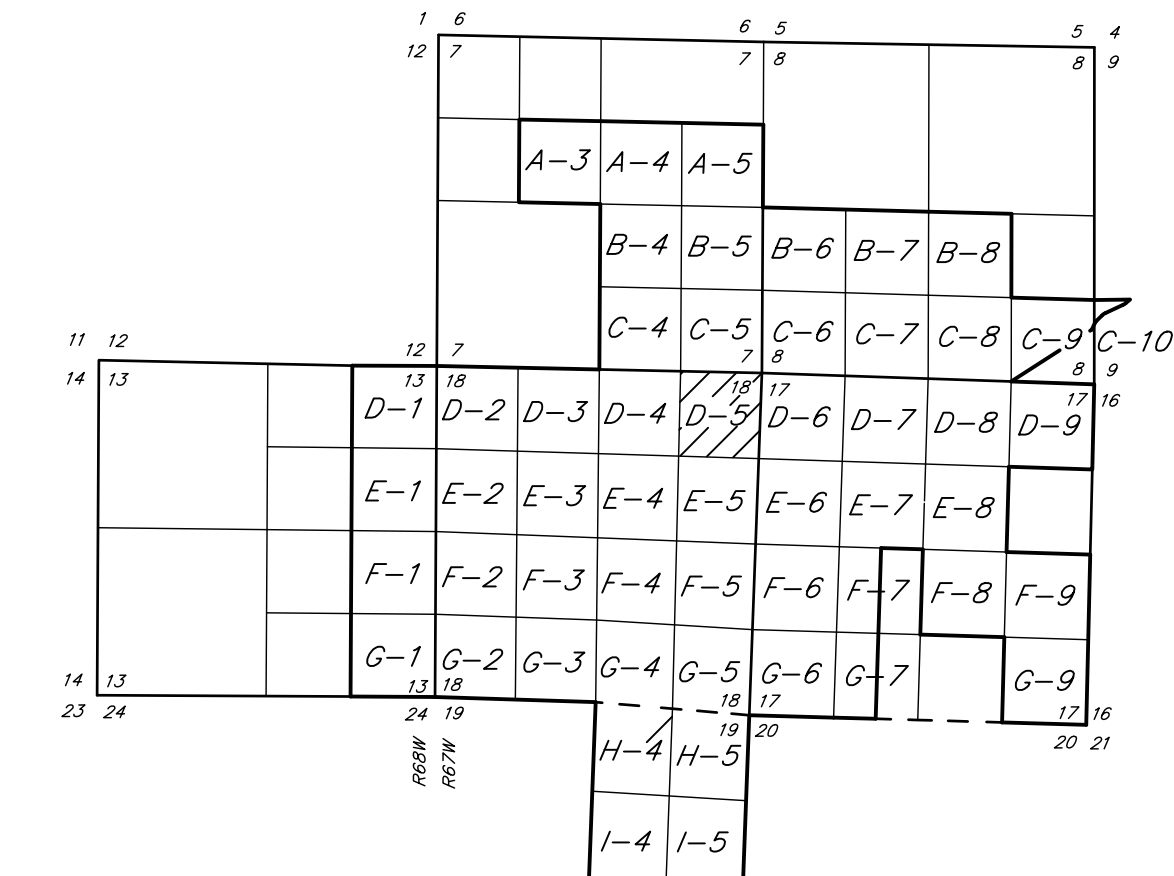 1 6 6 5 5 4
12 7 7 8 8 9
A-3 A-4 A-5
B-4 B-5 B-6 B-7 B-8
C-4 C-5 C-6 C-7 C-8 C-9 C-10
11 12 12 7 7 8 8 9
14 13 13 18 18 17 17 16
D-1 D-2 D-3 D-4 D-5 D-6 D-7 D-8 D-9
E-1 E-2 E-3 E-4 E-5 E-6 E-7 E-8
F-1 F-2 F-3 F-4 F-5 F-6 F-7 F-8 F-9
G-1 G-2 G-3 G-4 G-5 G-6 G-7 G-9
14 13 13 18 18 17 17 16
23 24 24 19 19 20 20 21
R68W R67W
H-4 H-5
I-4 I-5